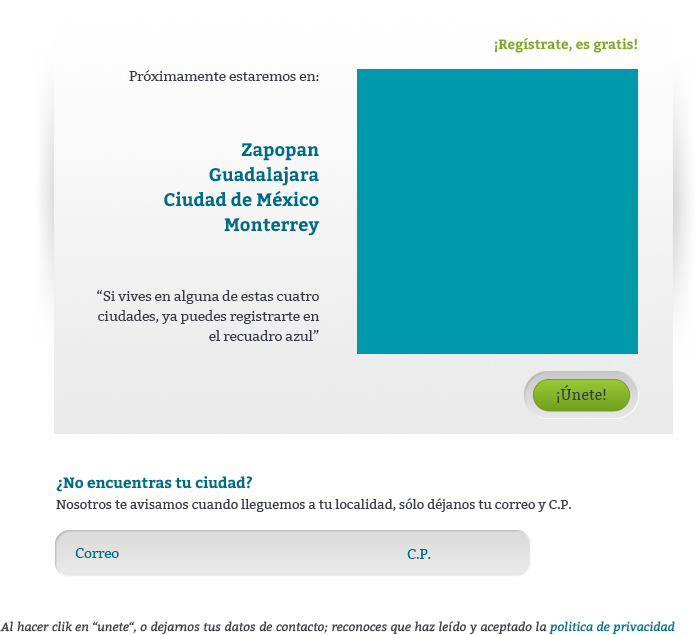 ¡Regístrate, es gratis!
Próximamente estaremos en:
Zapopan
Guadalajara
Ciudad de México
Monterrey
“Si vives en alguna de estas cuatro
ciudades, ya puedes registrarte en
el recuadro azul”
¡Únete!
¿No encuentras tu ciudad?
Nosotros te avisamos cuando lleguemos a tu localidad, sólo déjanos tu correo y C.P.
Correo C.P.
Al hacer clik en “unete“, o dejarnos tus datos de contacto; reconoces que haz leído y aceptado la politica de privacidad